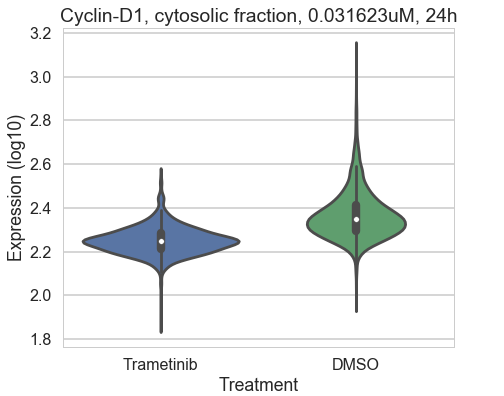 Cyclin-D1, cytosolic fraction, 0.031623uM, 24h
3.2
3.0
2.8
2.6
2.4
2.2
2.0
1.8
Expression (log10)
Trametinib DMSO
Treatment